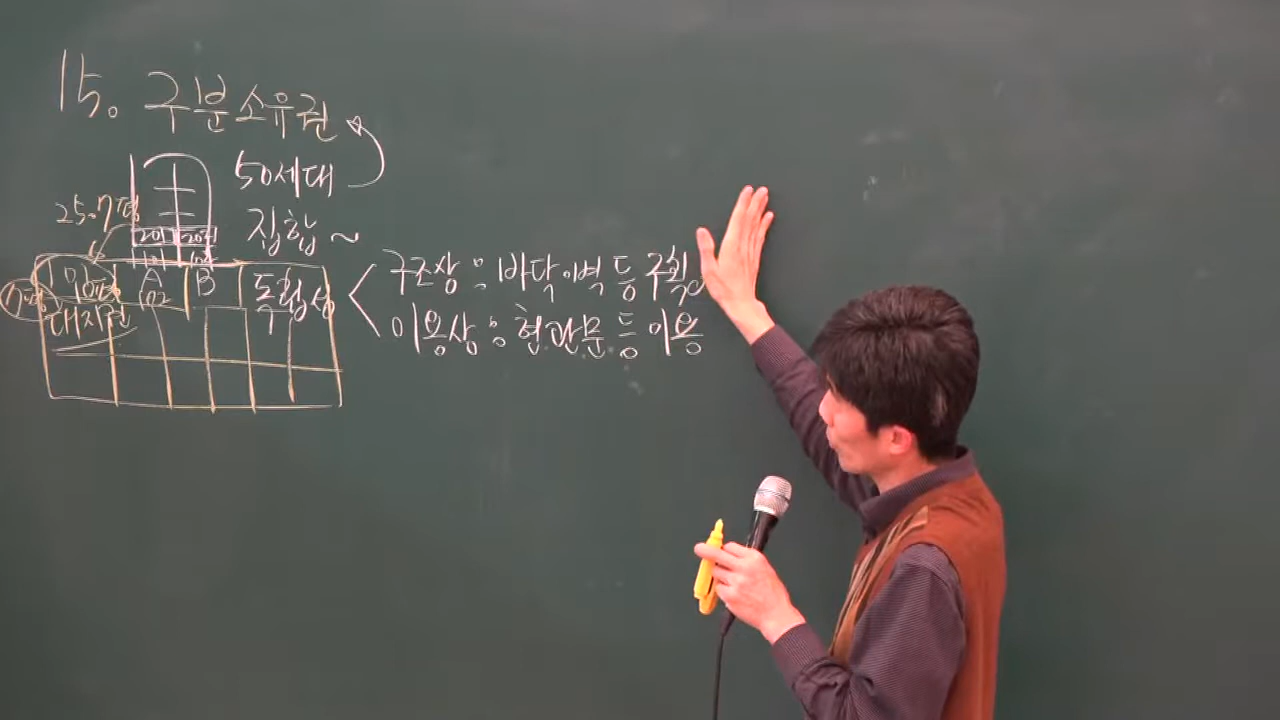 15. 구분소유권
50세대
25.7평
집합 ~
201 202
101 102
A B
독립성
구조상 : 바닥·벽 등 구획
대지권
이용상 : 현관문 등 이용